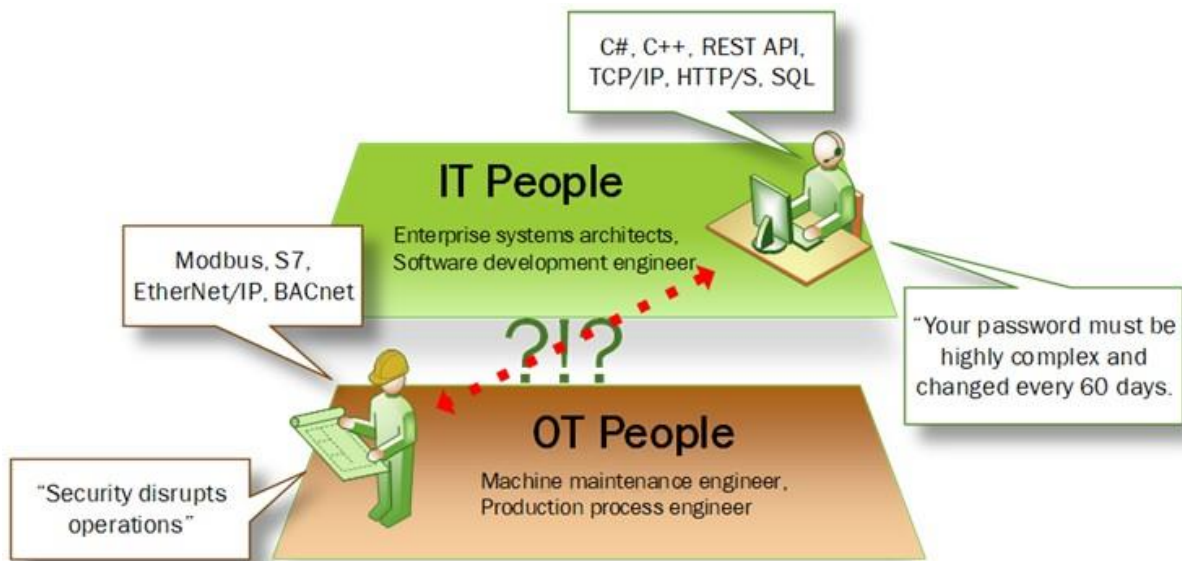 C#, C++, REST API,
TCP/IP, HTTP/S, SQL
IT People
Enterprise systems architects,
Software development engineer
Modbus, S7,
EtherNet/IP, BACnet
“Your password must be
highly complex and
changed every 60 days.
?!?
OT People
Machine maintenance engineer,
Production process engineer
“Security disrupts
operations”